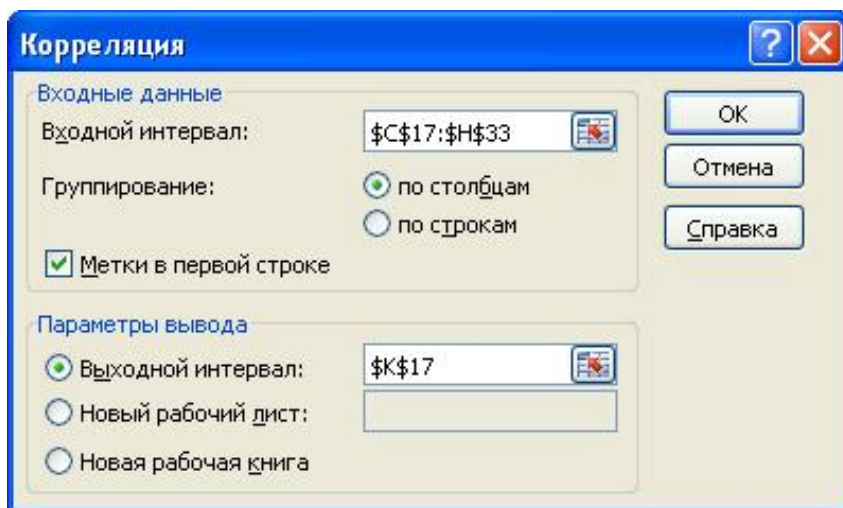 Корреляция
Входные данные
Входной интервал: $C$17:$H$33
Группирование: по столбцам
по строкам
Метки в первой строке
OK
Отмена
Справка
Параметры вывода
Выходной интервал: $K$17
Новый рабочий лист:
Новая рабочая книга